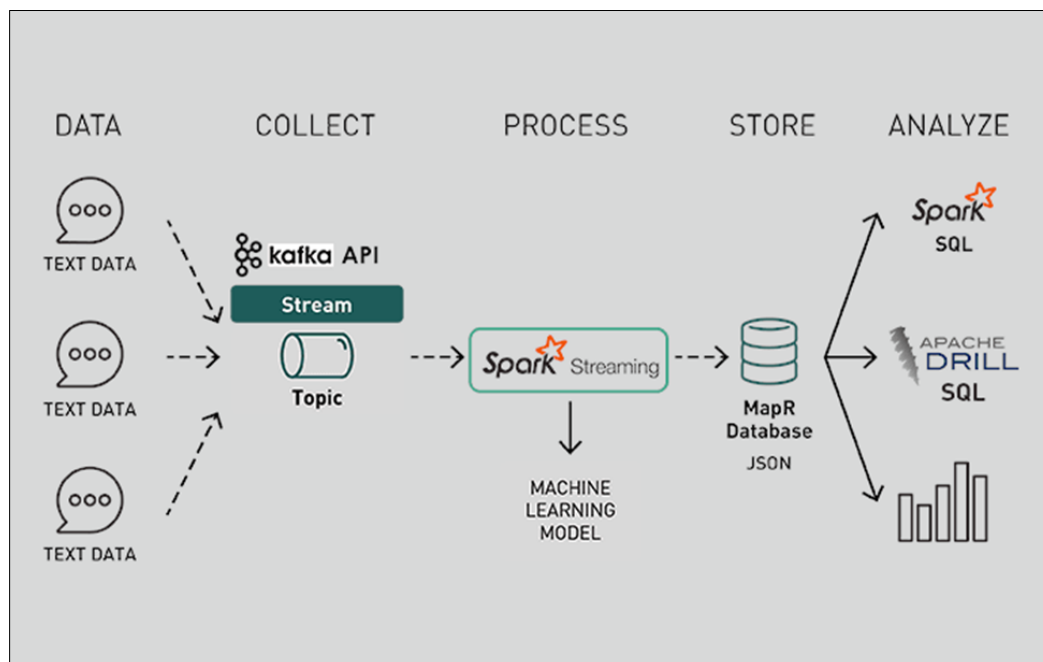 DATA
COLLECT
PROCESS
STORE
ANALYZE
TEXT DATA
TEXT DATA
TEXT DATA
kafka API
Stream
Topic
Spark Streaming
MACHINE
LEARNING
MODEL
MapR
Database
JSON
Spark
SQL
APACHE
DRILL
SQL